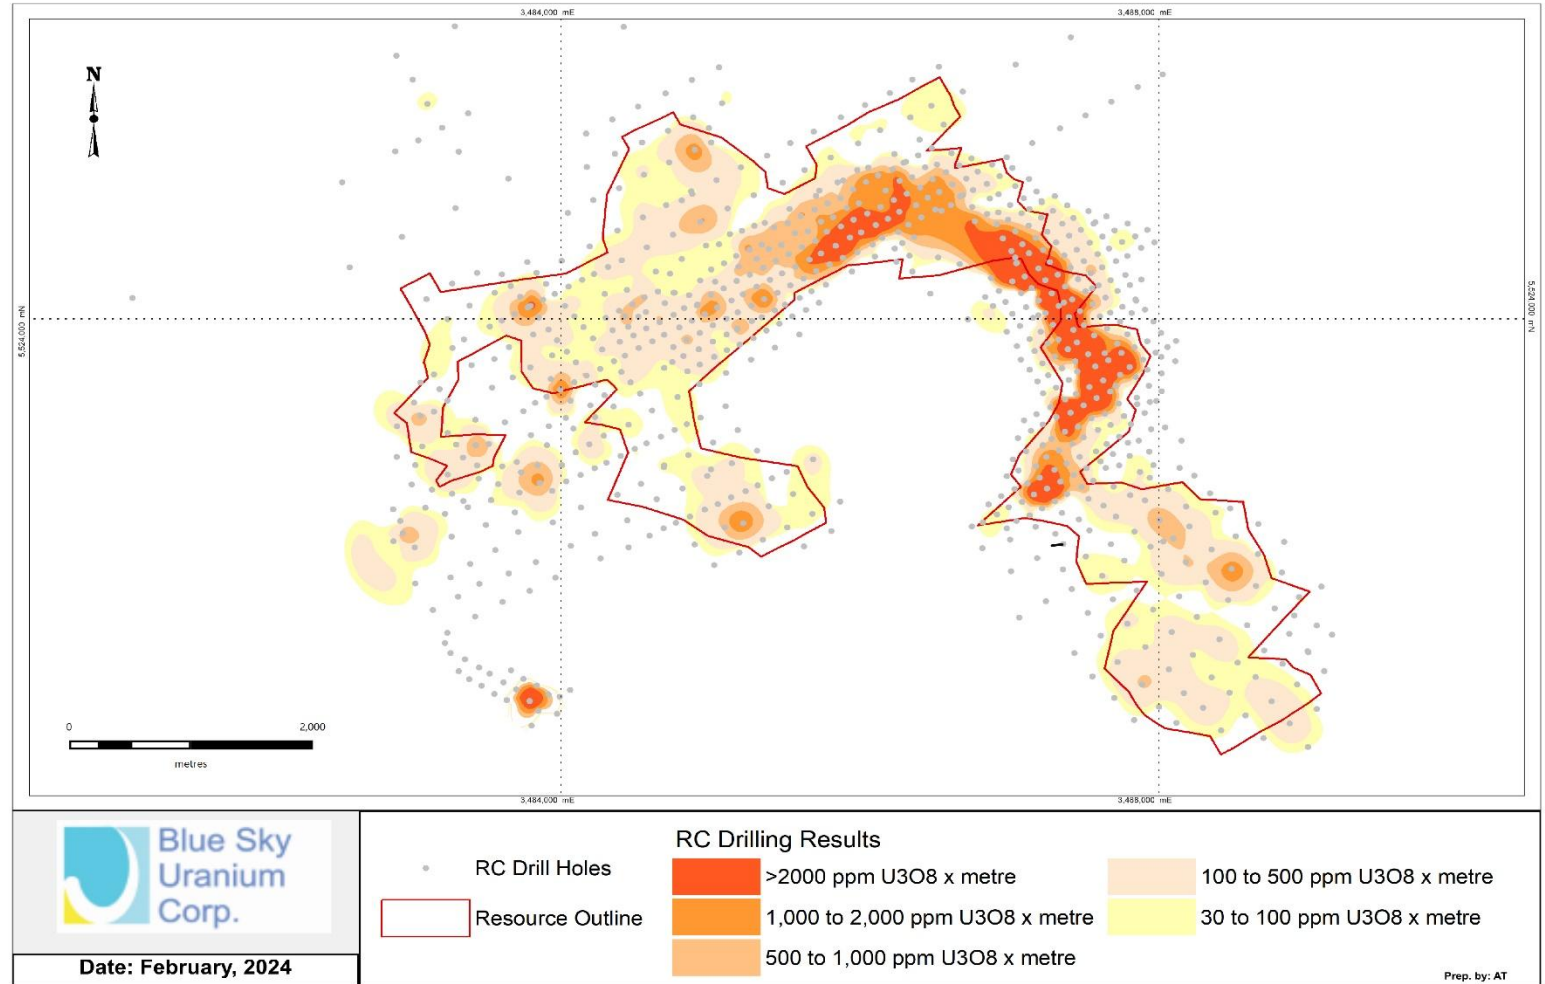 3,484,000 mE
3,488,000 mE
N
5,524,000 mN
5,524,000 mN
0
2,000
metres
3,484,000 mE
3,488,000 mE
Blue Sky
Uranium
Corp.
Date: February, 2024
RC Drill Holes
Resource Outline
RC Drilling Results
>2000 ppm U3O8 x metre
1,000 to 2,000 ppm U3O8 x metre
500 to 1,000 ppm U3O8 x metre
100 to 500 ppm U3O8 x metre
30 to 100 ppm U3O8 x metre
Prep. by: AT